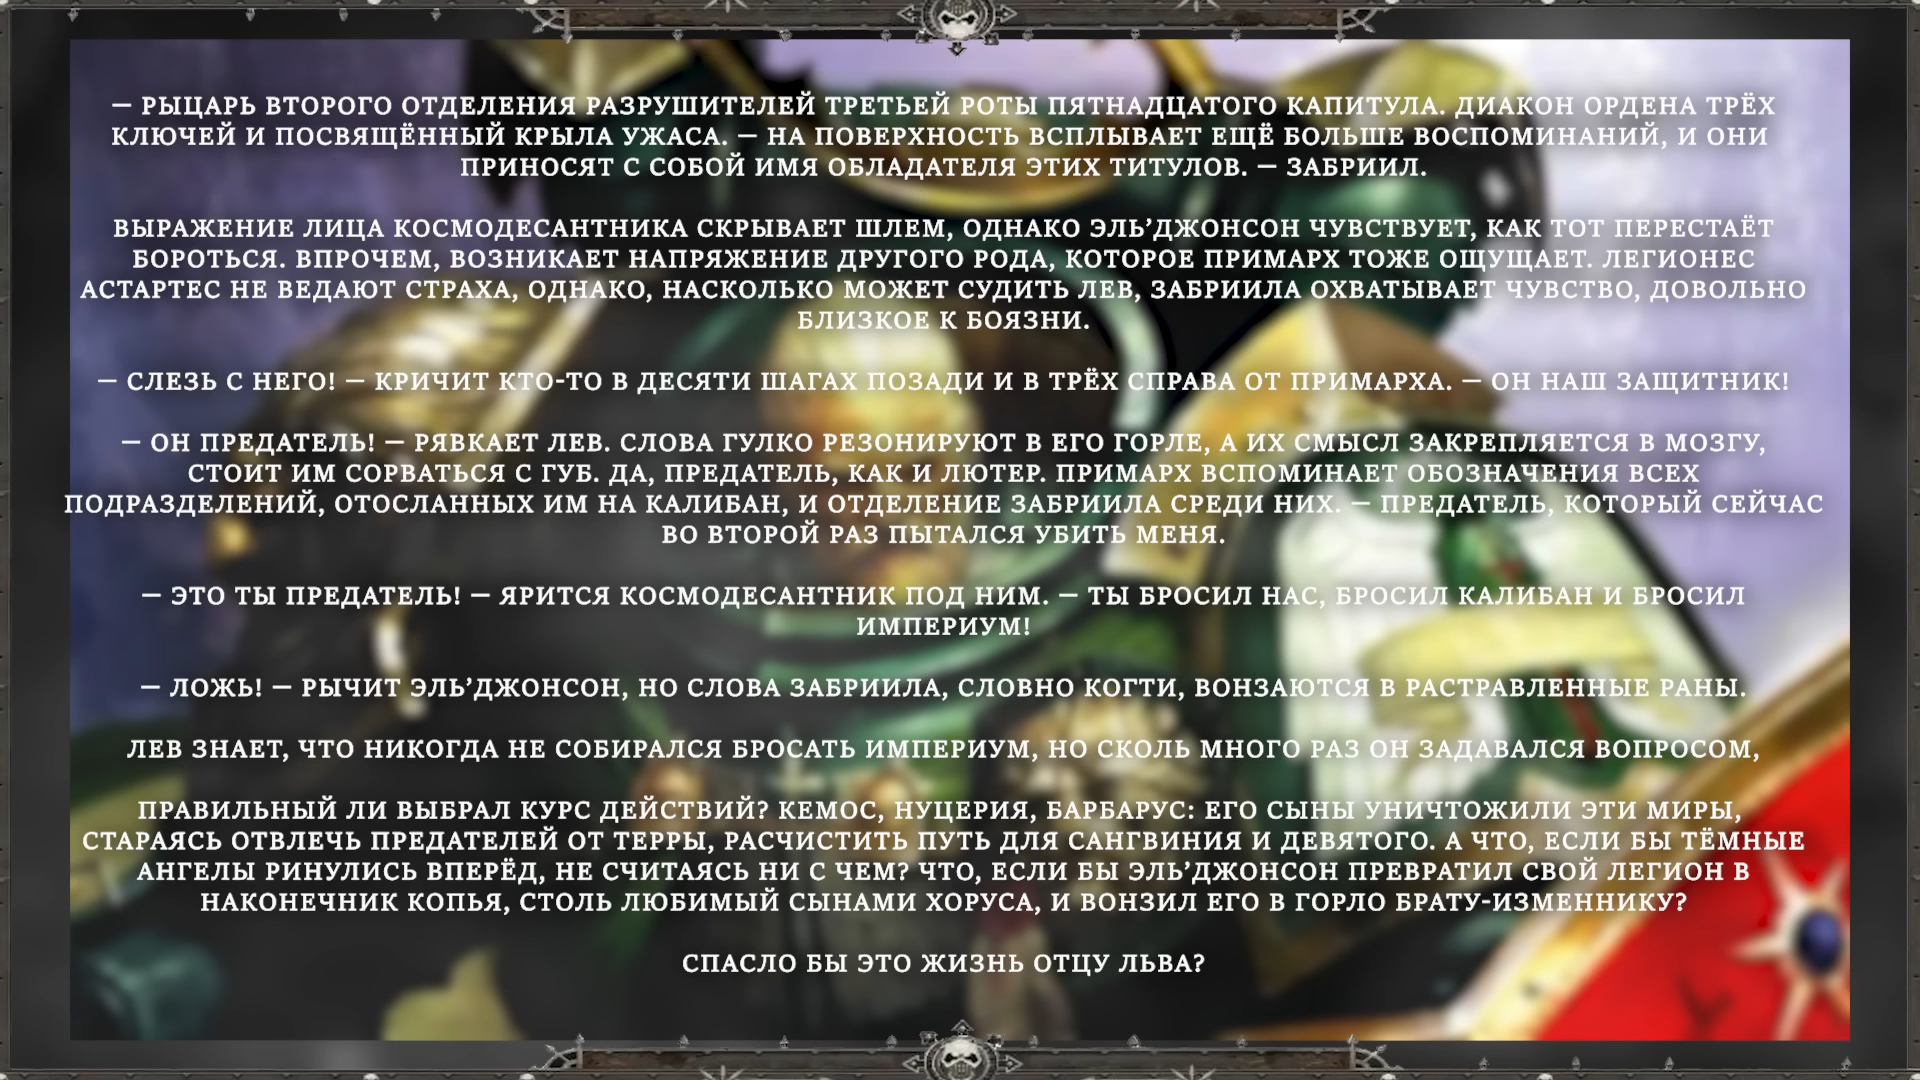 — РЫЦАРЬ ВТОРОГО ОТДЕЛЕНИЯ РАЗРУШИТЕЛЕЙ ТРЕТЬЕЙ РОТЫ ПЯТНАДЦАТОГО КАПИТУЛА. ДИАКОН ОРДЕНА ТРЁХ
КЛЮЧЕЙ И ПОСВЯЩЁННЫЙ КРЫЛА УЖАСА. — НА ПОВЕРХНОСТЬ ВСПЛЫВАЕТ ЕЩЁ БОЛЬШЕ ВОСПОМИНАНИЙ, И ОНИ
ПРИНОСЯТ С СОБОЙ ИМЯ ОБЛАДАТЕЛЯ ЭТИХ ТИТУЛОВ. — ЗАБРИИЛ.
ВЫРАЖЕНИЕ ЛИЦА КОСМОДЕСАНТНИКА СКРЫВАЕТ ШЛЕМ, ОДНАКО ЭЛЬ’ДЖОНСОН ЧУВСТВУЕТ, КАК ТОТ ПЕРЕСТАЁТ
БОРОТЬСЯ. ВПРОЧЕМ, ВОЗНИКАЕТ НАПРЯЖЕНИЕ ДРУГОГО РОДА, КОТОРОЕ ПРИМАРХ ТОЖЕ ОЩУЩАЕТ. ЛЕГИОНЕС
АСТАРТЕС НЕ ВЕДАЮТ СТРАХА, ОДНАКО, НАСКОЛЬКО МОЖЕТ СУДИТЬ ЛЕВ, ЗАБРИИЛА ОХВАТЫВАЕТ ЧУВСТВО, ДОВОЛЬНО
БЛИЗКОЕ К БОЯЗНИ.
— СЛЕЗЬ С НЕГО! — КРИЧИТ КТО-ТО В ДЕСЯТИ ШАГАХ ПОЗАДИ И В ТРЁХ СПРАВА ОТ ПРИМАРХА. — ОН НАШ ЗАЩИТНИК!
— ОН ПРЕДАТЕЛЬ! — РЯВКАЕТ ЛЕВ. СЛОВА ГУЛКО РЕЗОНИРУЮТ В ЕГО ГОРЛЕ, А ИХ СМЫСЛ ЗАКРЕПЛЯЕТСЯ В МОЗГУ,
СТОИТ ИМ СОРВАТЬСЯ С ГУБ. ДА, ПРЕДАТЕЛЬ, КАК И ЛЮТЕР. ПРИМАРХ ВСПОМИНАЕТ ОБОЗНАЧЕНИЯ ВСЕХ
ПОДРАЗДЕЛЕНИЙ, ОТОСЛАННЫХ ИМ НА КАЛИБАН, И ОТДЕЛЕНИЕ ЗАБРИИЛА СРЕДИ НИХ. — ПРЕДАТЕЛЬ, КОТОРЫЙ СЕЙЧАС
ВО ВТОРОЙ РАЗ ПЫТАЛСЯ УБИТЬ МЕНЯ.
— ЭТО ТЫ ПРЕДАТЕЛЬ! — ЯРИТСЯ КОСМОДЕСАНТНИК ПОД НИМ. — ТЫ БРОСИЛ НАС, БРОСИЛ КАЛИБАН И БРОСИЛ
ИМПЕРИУМ!
— ЛОЖЬ! — РЫЧИТ ЭЛЬ’ДЖОНСОН, НО СЛОВА ЗАБРИИЛА, СЛОВНО КОГТИ, ВОНЗАЮТСЯ В РАСТРАВЛЕННЫЕ РАНЫ.
ЛЕВ ЗНАЕТ, ЧТО НИКОГДА НЕ СОБИРАЛСЯ БРОСАТЬ ИМПЕРИУМ, НО СКОЛЬ МНОГО РАЗ ОН ЗАДАВАЛСЯ ВОПРОСОМ,
ПРАВИЛЬНЫЙ ЛИ ВЫБРАЛ КУРС ДЕЙСТВИЙ? КЕМОС, НУЦЕРИЯ, БАРБАРУС: ЕГО СЫНЫ УНИЧТОЖИЛИ ЭТИ МИРЫ,
СТАРАЯСЬ ОТВЛЕЧЬ ПРЕДАТЕЛЕЙ ОТ ТЕРРЫ, РАСЧИСТИТЬ ПУТЬ ДЛЯ САНГВИНИЯ И ДЕВЯТОГО. А ЧТО, ЕСЛИ БЫ ТЁМНЫЕ
АНГЕЛЫ РИНУЛИСЬ ВПЕРЁД, НЕ СЧИТАЯСЬ НИ С ЧЕМ? ЧТО, ЕСЛИ БЫ ЭЛЬ’ДЖОНСОН ПРЕВРАТИЛ СВОЙ ЛЕГИОН В
НАКОНЕЧНИК КОПЬЯ, СТОЛЬ ЛЮБИМЫЙ СЫНАМИ ХОРУСА, И ВОНЗИЛ ЕГО В ГОРЛО БРАТУ-ИЗМЕННИКУ?
СПАСЛО БЫ ЭТО ЖИЗНЬ ОТЦУ ЛЬВА?